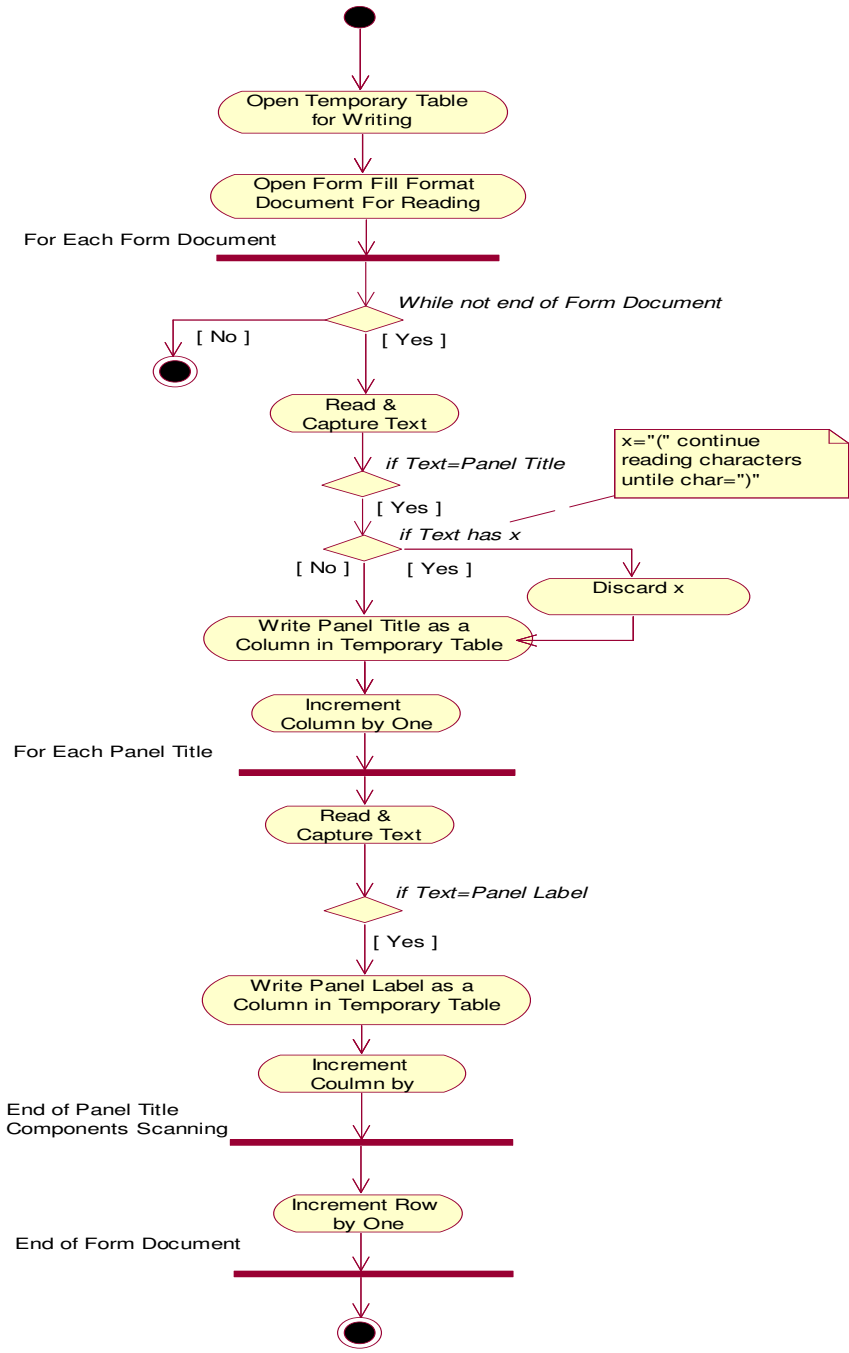 Open Temporary Table
for Writing
Open Form Fill Format
Document For Reading
For Each Form Document
While not end of Form Document
[ No ]
[ Yes ]
Read &
Capture Text
x="(" continue
reading characters
untile char=")"
if Text=Panel Title
[ Yes ]
if Text has x
[ No ]
[ Yes ]
Discard x
Write Panel Title as a
Column in Temporary Table
Increment
Column by One
For Each Panel Title
Read &
Capture Text
if Text=Panel Label
[ Yes ]
Write Panel Label as a
Column in Temporary Table
Increment
Coulmn by
End of Panel Title
Components Scanning
Increment Row
by One
End of Form Document